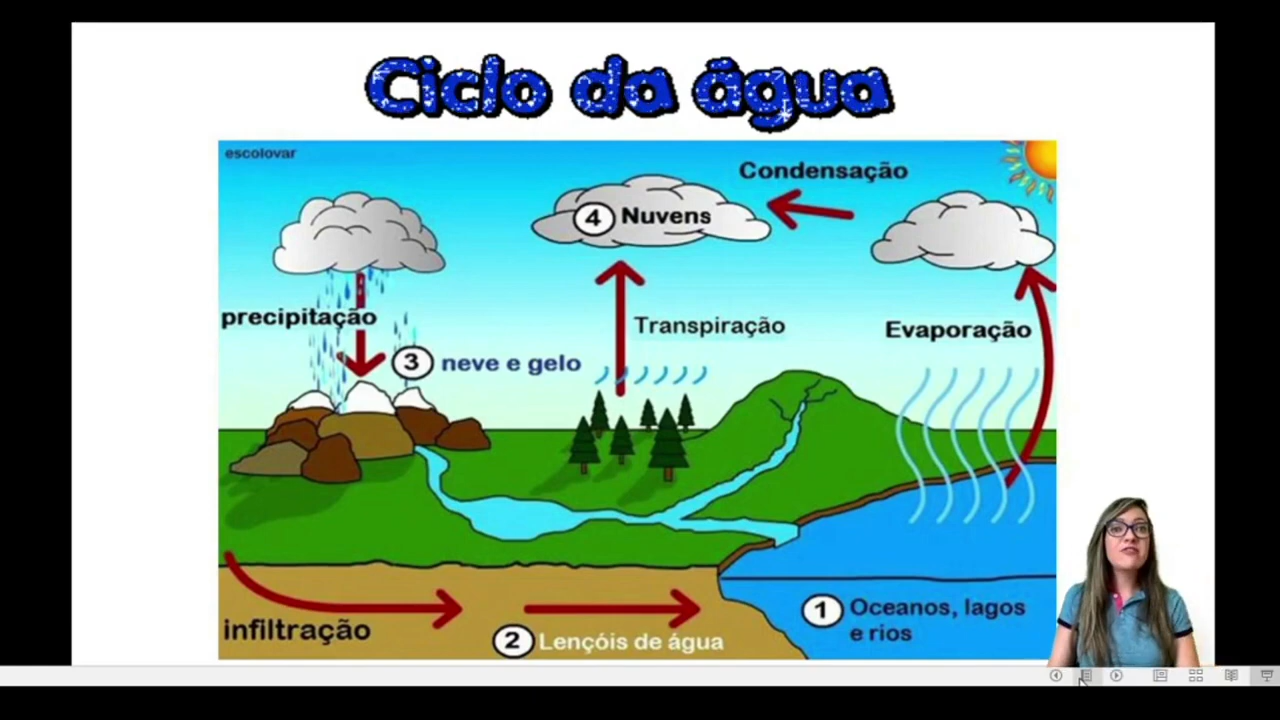 Ciclo da água
escolovar
Condensação
4 Nuvens
precipitação
Transpiração
Evaporação
3 neve e gelo
infiltração
2 Lençóis de água
1 Oceanos, lagos
e rios